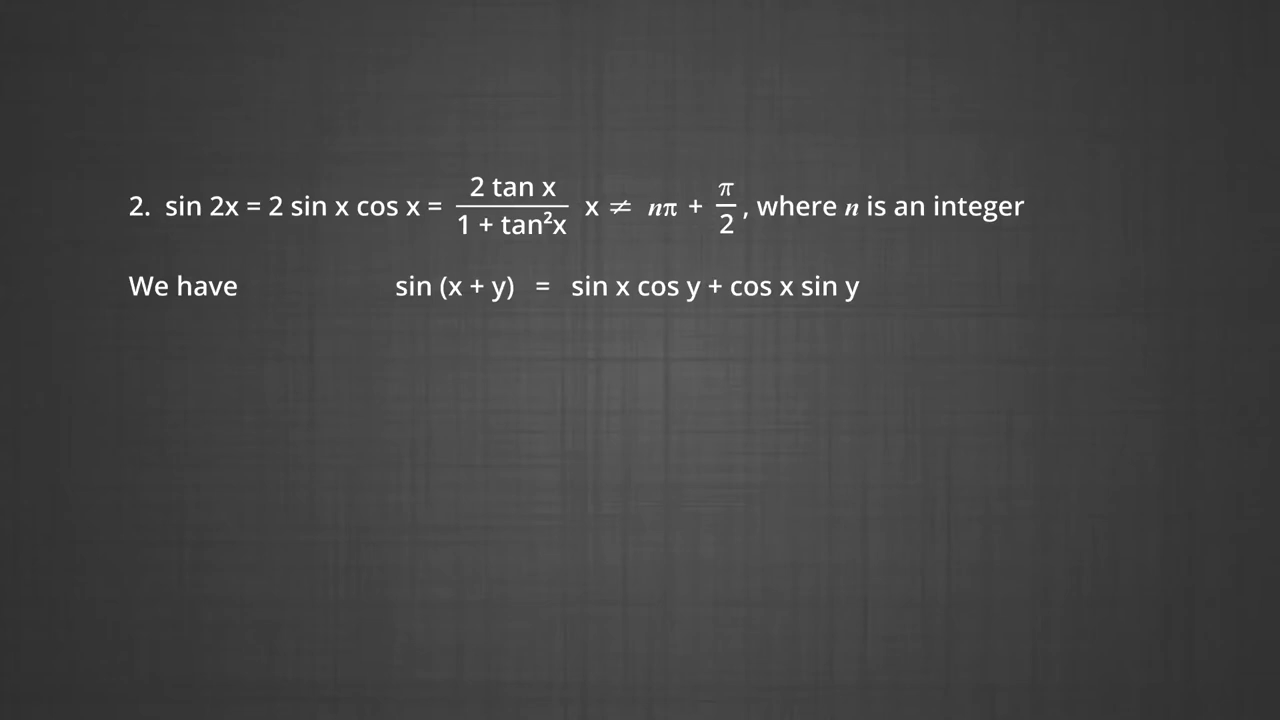 2. sin 2x = 2 sin x cos x = 2 tan x / 1 + tan²x x ≠ nπ + π / 2 , where n is an integer
We have sin (x + y) = sin x cos y + cos x sin y